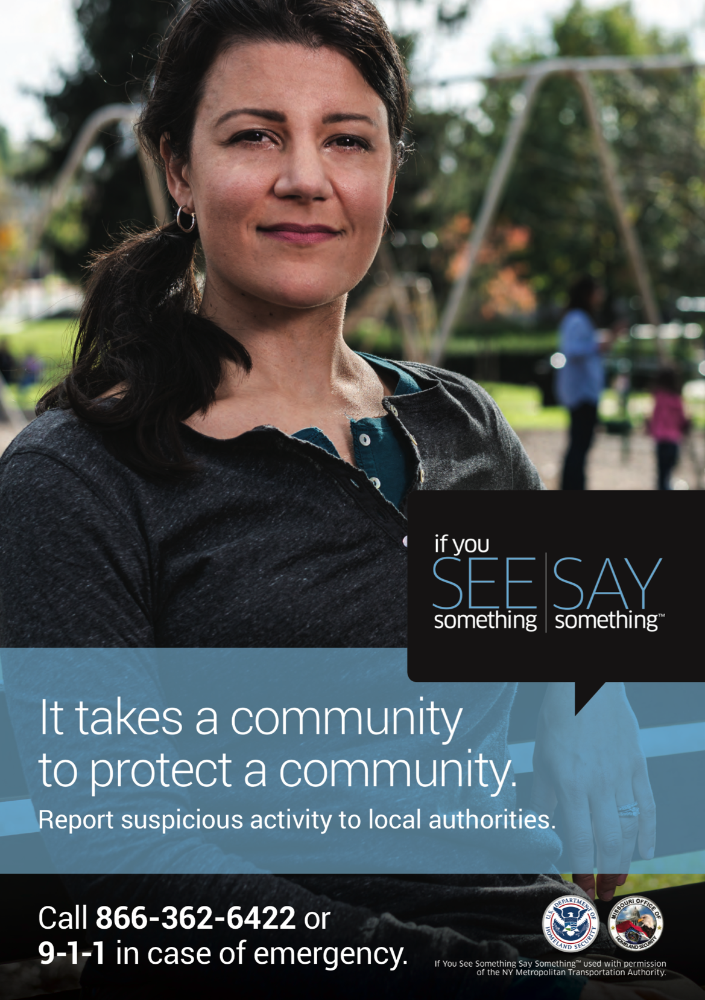 if you
SEE SAY
something something™
It takes a community
to protect a community.
Report suspicious activity to local authorities.
Call 866-362-6422 or
9-1-1 in case of emergency.
U.S. DEPARTMENT OF
HOMELAND SECURITY
MISSOURI OFFICE OF
HOMELAND SECURITY
If You See Something Say Something™ used with permission
of the NY Metropolitan Transportation Authority.